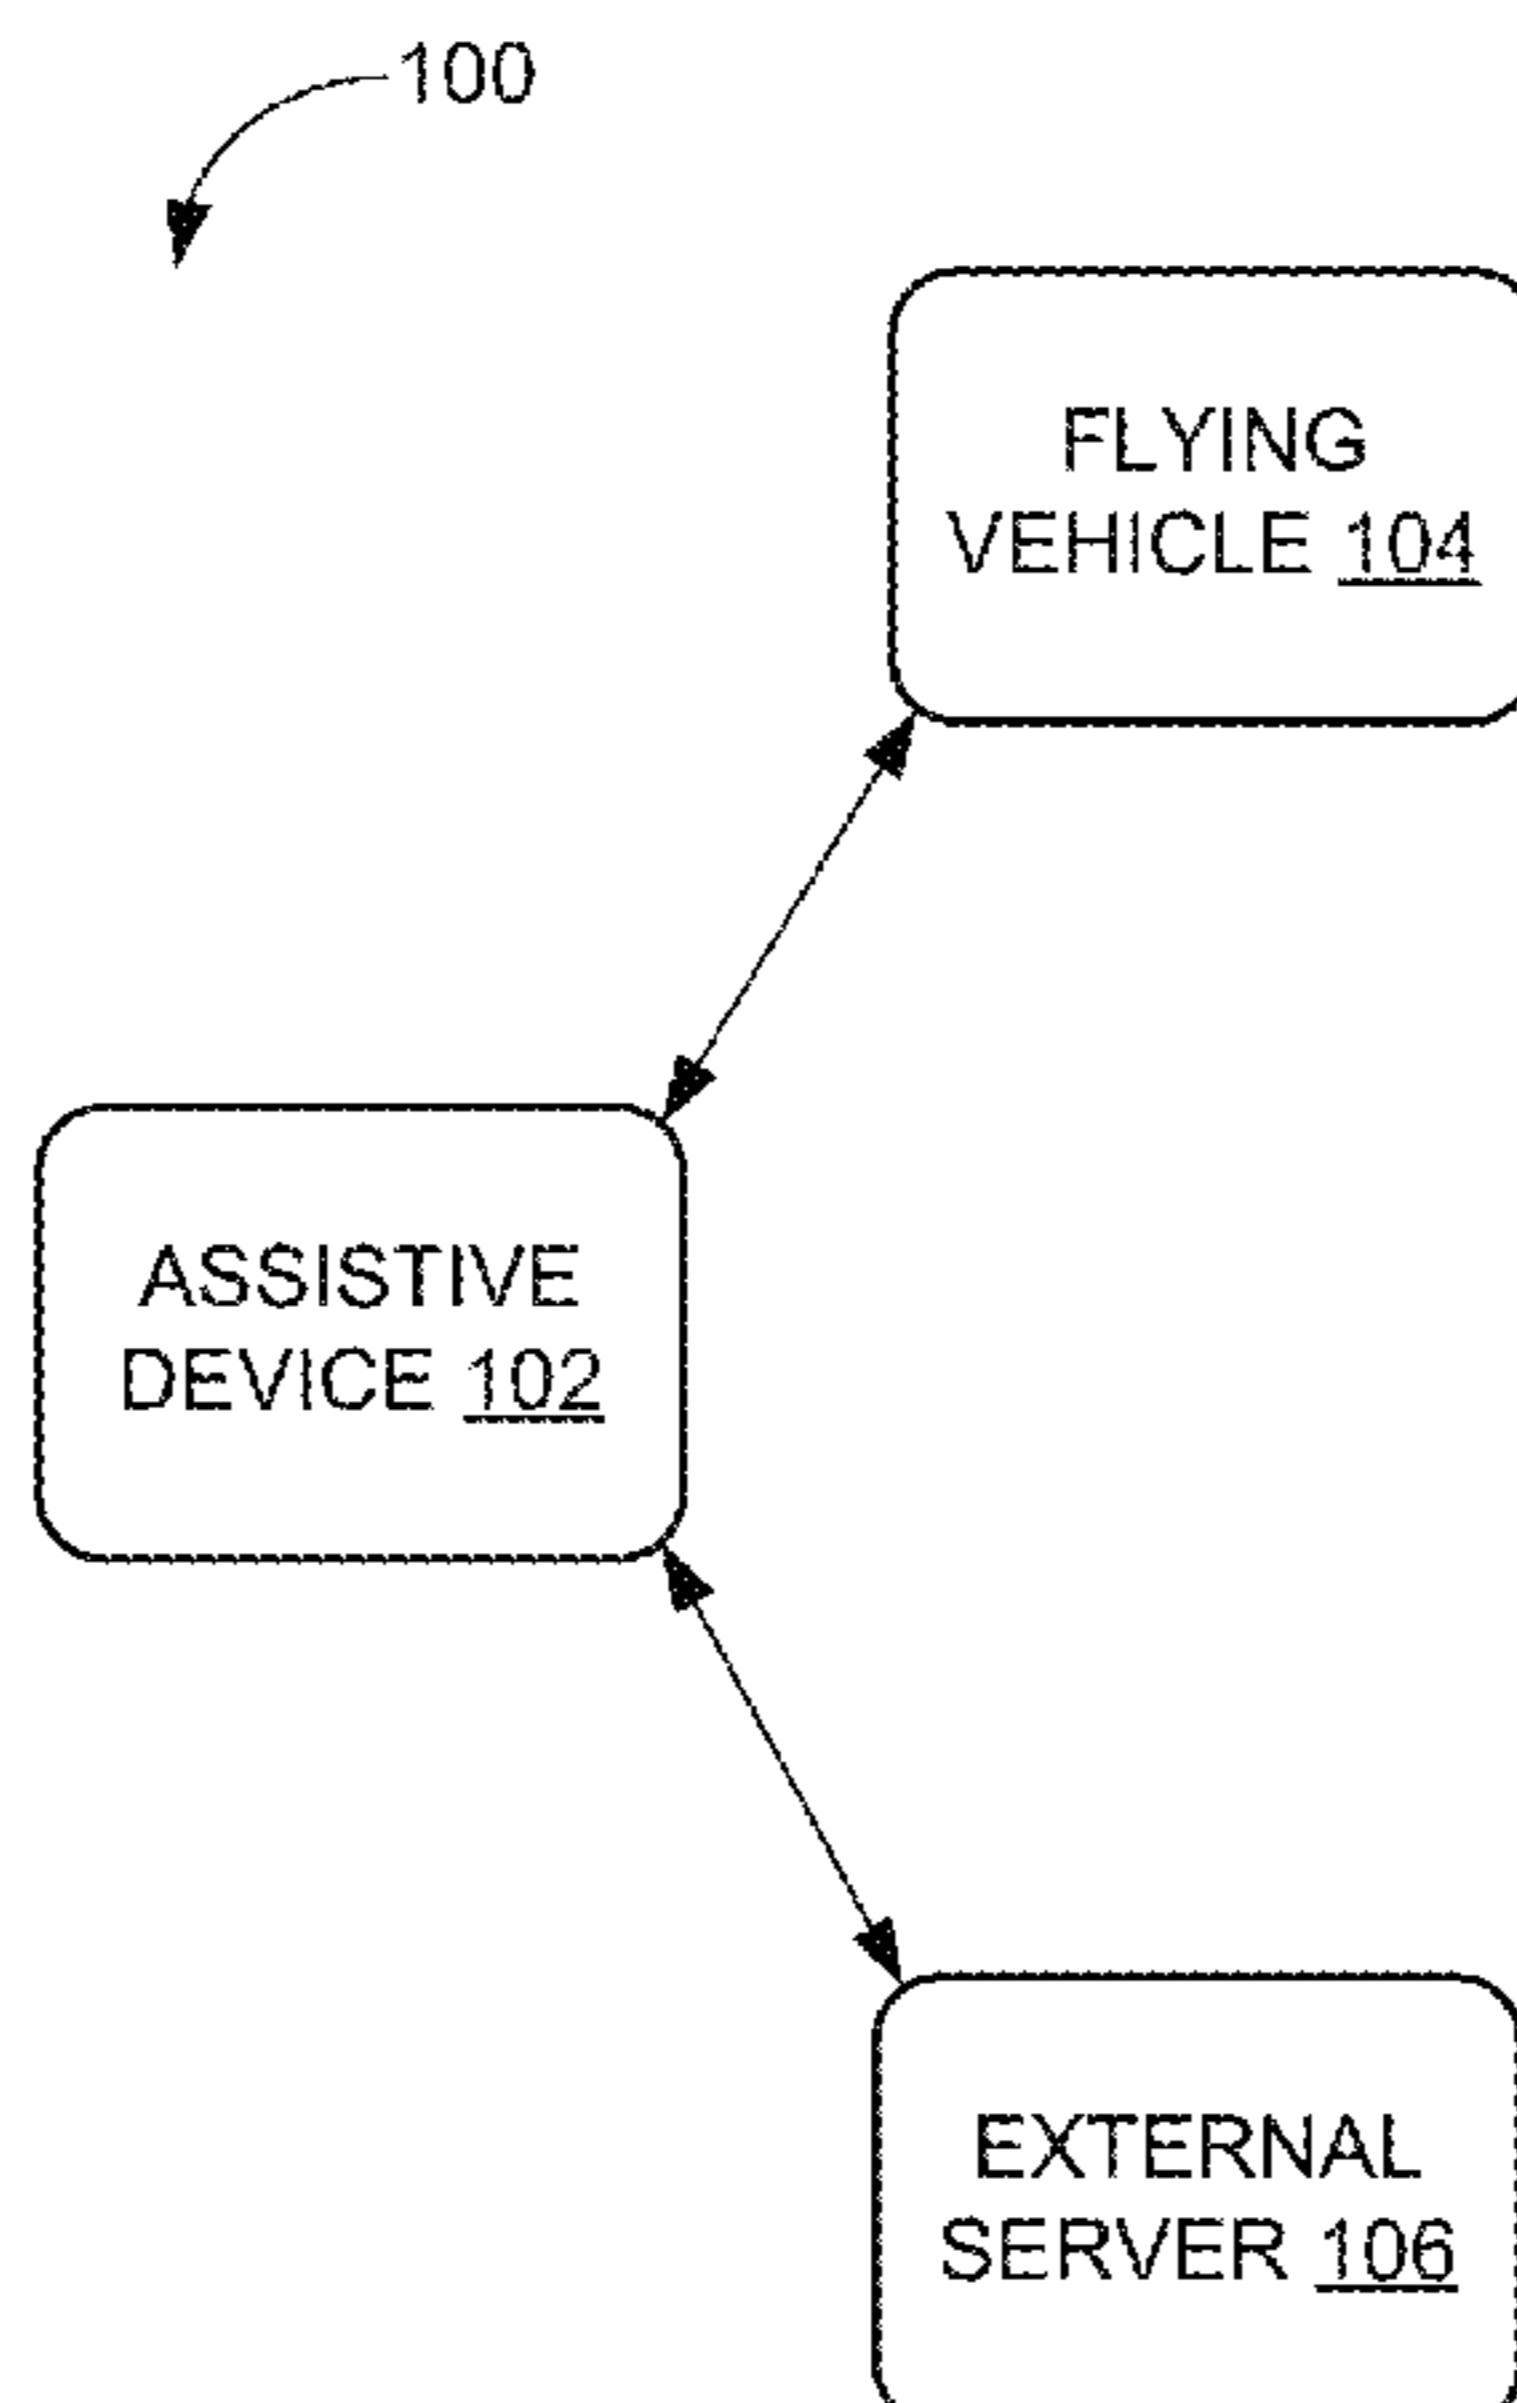 100
FLYING
VEHICLE 104
ASSISTIVE
DEVICE 102
EXTERNAL
SERVER 106